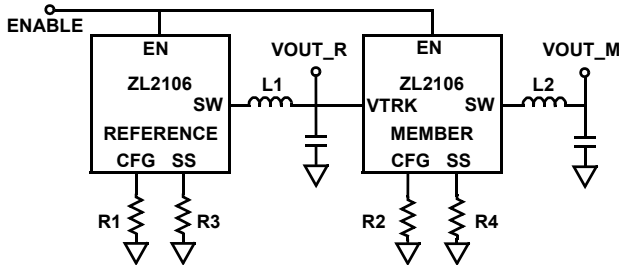 ENABLE
EN
EN
VOUT_R
VOUT_M
ZL2106
ZL2106
L1
L2
SW
VTRK
SW
REFERENCE
MEMBER
CFG SS
CFG SS
R1
R3
R2
R4